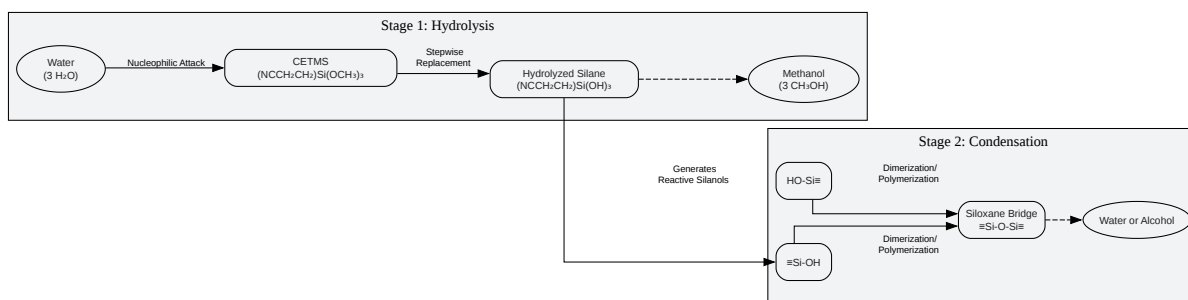 Stage 1: Hydrolysis
Water
(3 H₂O)
Nucleophilic Attack
CETMS
(NCCH₂CH₂)Si(OCH₃)₃
Stepwise
Replacement
Hydrolyzed Silane
(NCCH₂CH₂)Si(OH)₃
Methanol
(3 CH₃OH)
Stage 2: Condensation
Generates
Reactive Silanols
HO-Si≡
Dimerization/
Polymerization
Siloxane Bridge
≡Si-O-Si≡
Water or Alcohol
Dimerization/
Polymerization
≡Si-OH